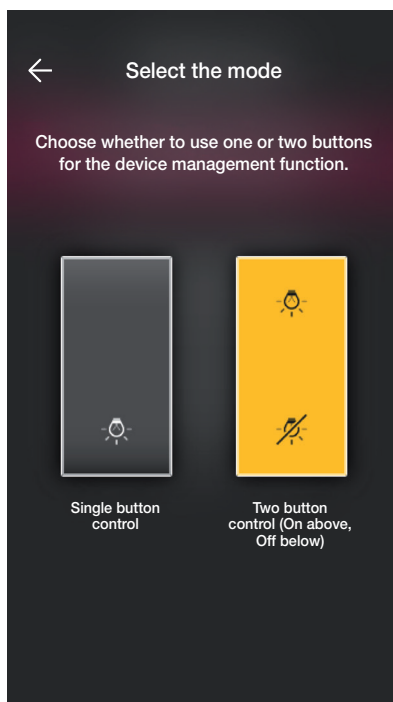 Select the mode
Choose whether to use one or two buttons
for the device management function.
Single button
control
Two button
control (On above,
Off below)